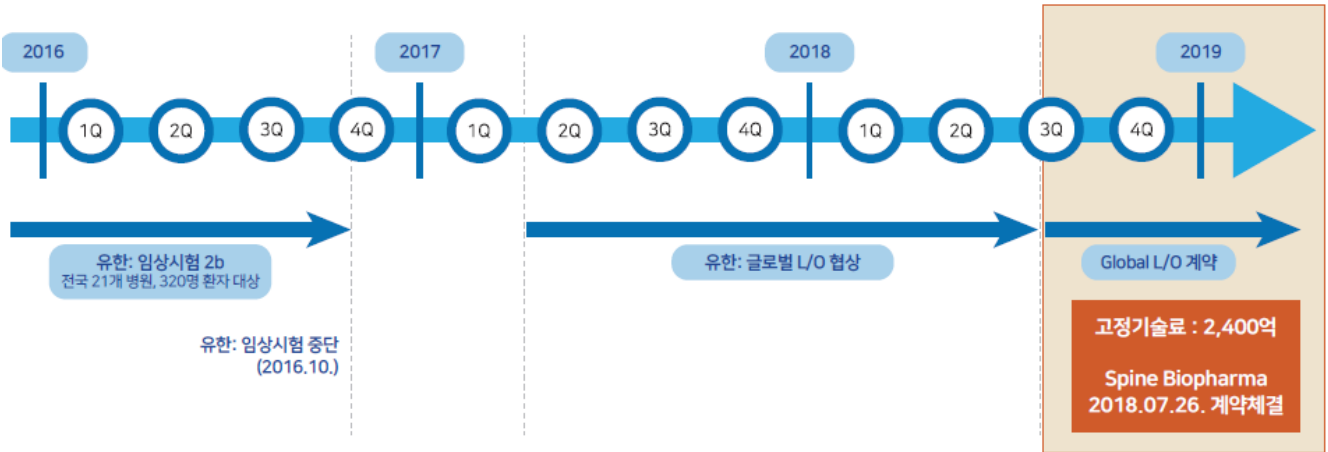 2016
2017
2018
2019
1Q
2Q
3Q
4Q
1Q
2Q
3Q
4Q
1Q
2Q
3Q
4Q
유한: 임상시험 2b
전국 21개 병원, 320명 환자 대상
유한: 글로벌 L/O 협상
Global L/O 계약
유한: 임상시험 중단
(2016.10.)
고정기술료 : 2,400억
Spine Biopharma
2018.07.26. 계약체결